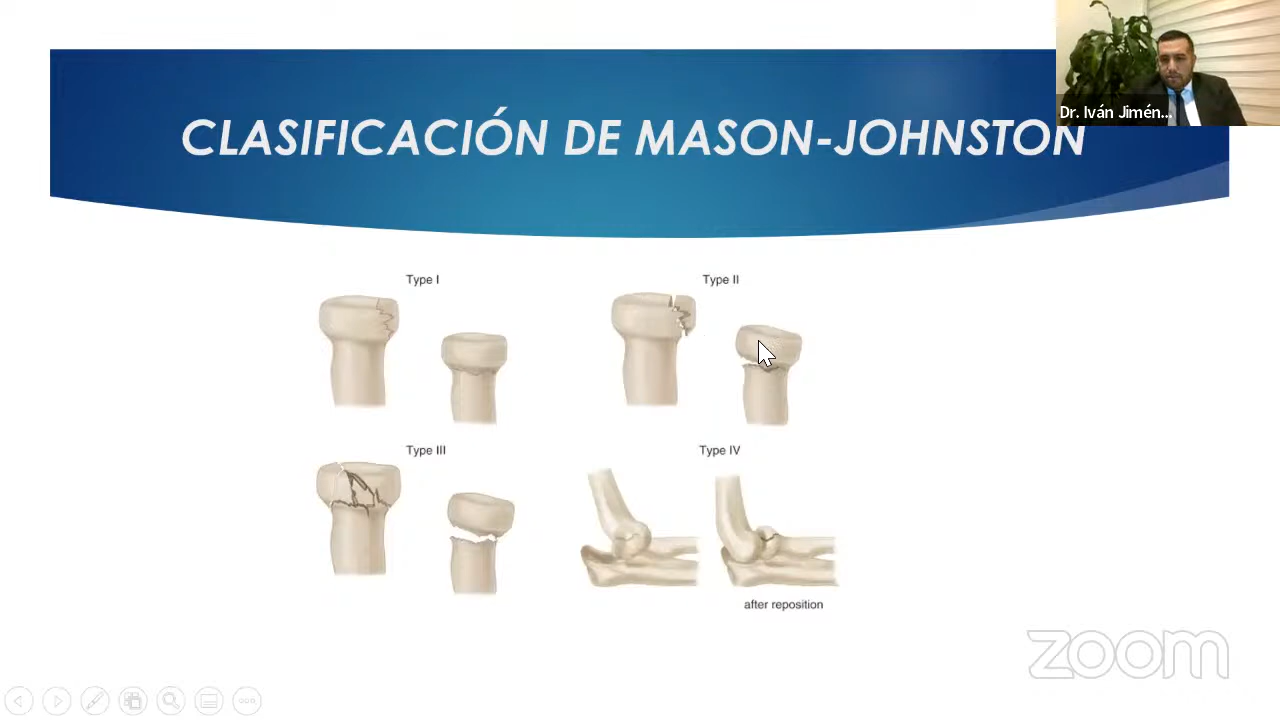 CLASIFICACIÓN DE MASON-JOHNSTON
Dr. Iván Jimén...
Type I
Type II
Type III
Type IV
after reposition
zoom